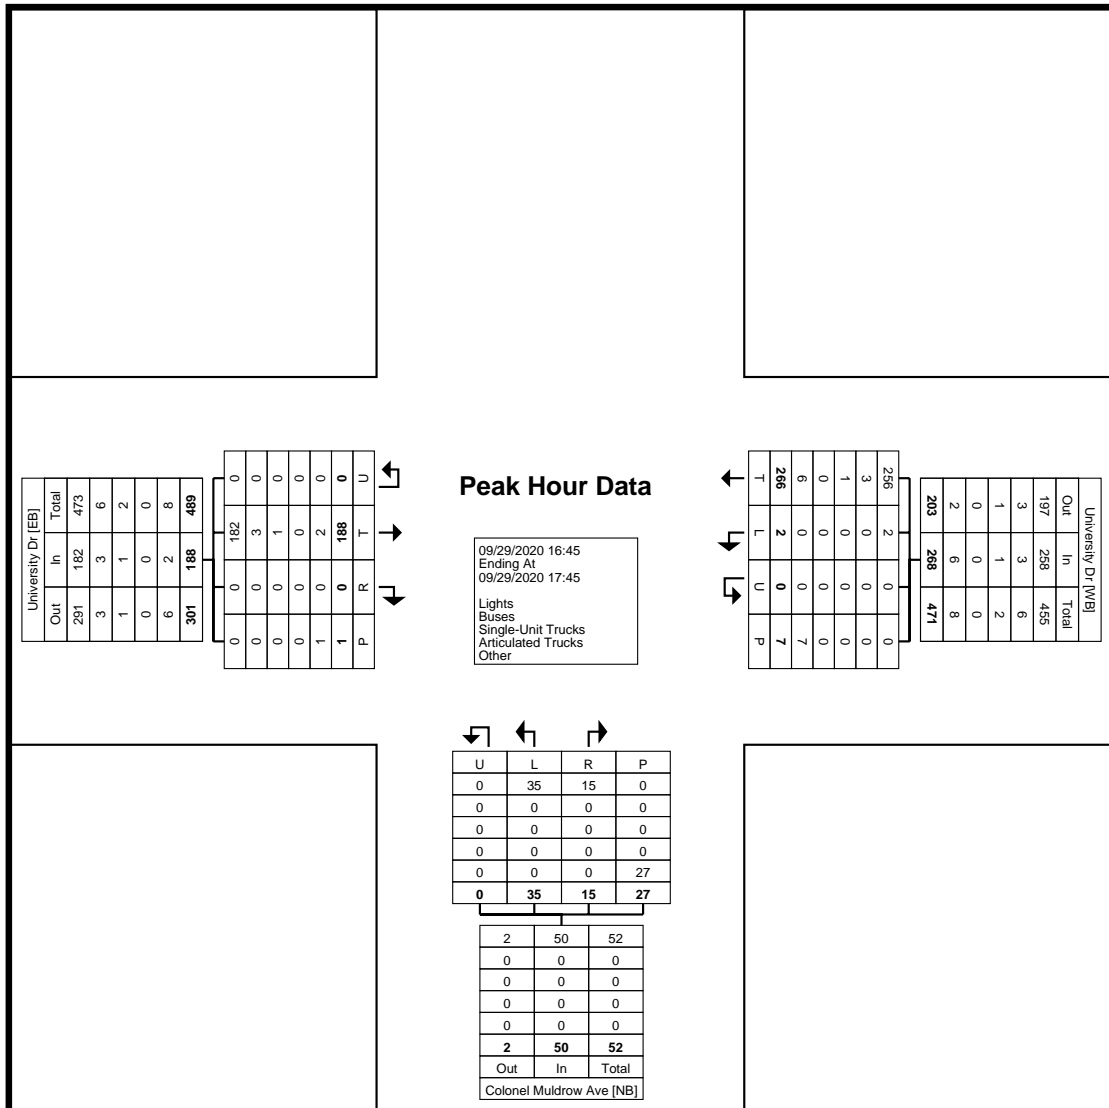 Peak Hour Data
09/29/2020 16:45
Ending At
09/29/2020 17:45
Lights
Buses
Single-Unit Trucks
Articulated Trucks
Other
University Dr [EB]
Total 473 6 2 0 8 489
In 182 3 1 0 2 188
Out 291 3 1 0 6 301
U 0 0 0 0 0 0
T 182 3 1 0 2 188
R 0 0 0 0 0 0
P 0 0 0 0 1 1
University Dr [WB]
Out 197 3 1 0 2 203
In 258 3 1 0 6 268
Total 455 6 2 0 8 471
256 3 1 0 6 266 T
2 0 0 0 0 2 L
0 0 0 0 0 0 U
0 0 0 0 7 7 P
U L R P
0 35 15 0
0 0 0 0
0 0 0 0
0 0 0 0
0 0 0 27
0 35 15 27
2 50 52
0 0 0
0 0 0
0 0 0
0 0 0
2 50 52
Out In Total
Colonel Muldrow Ave [NB]